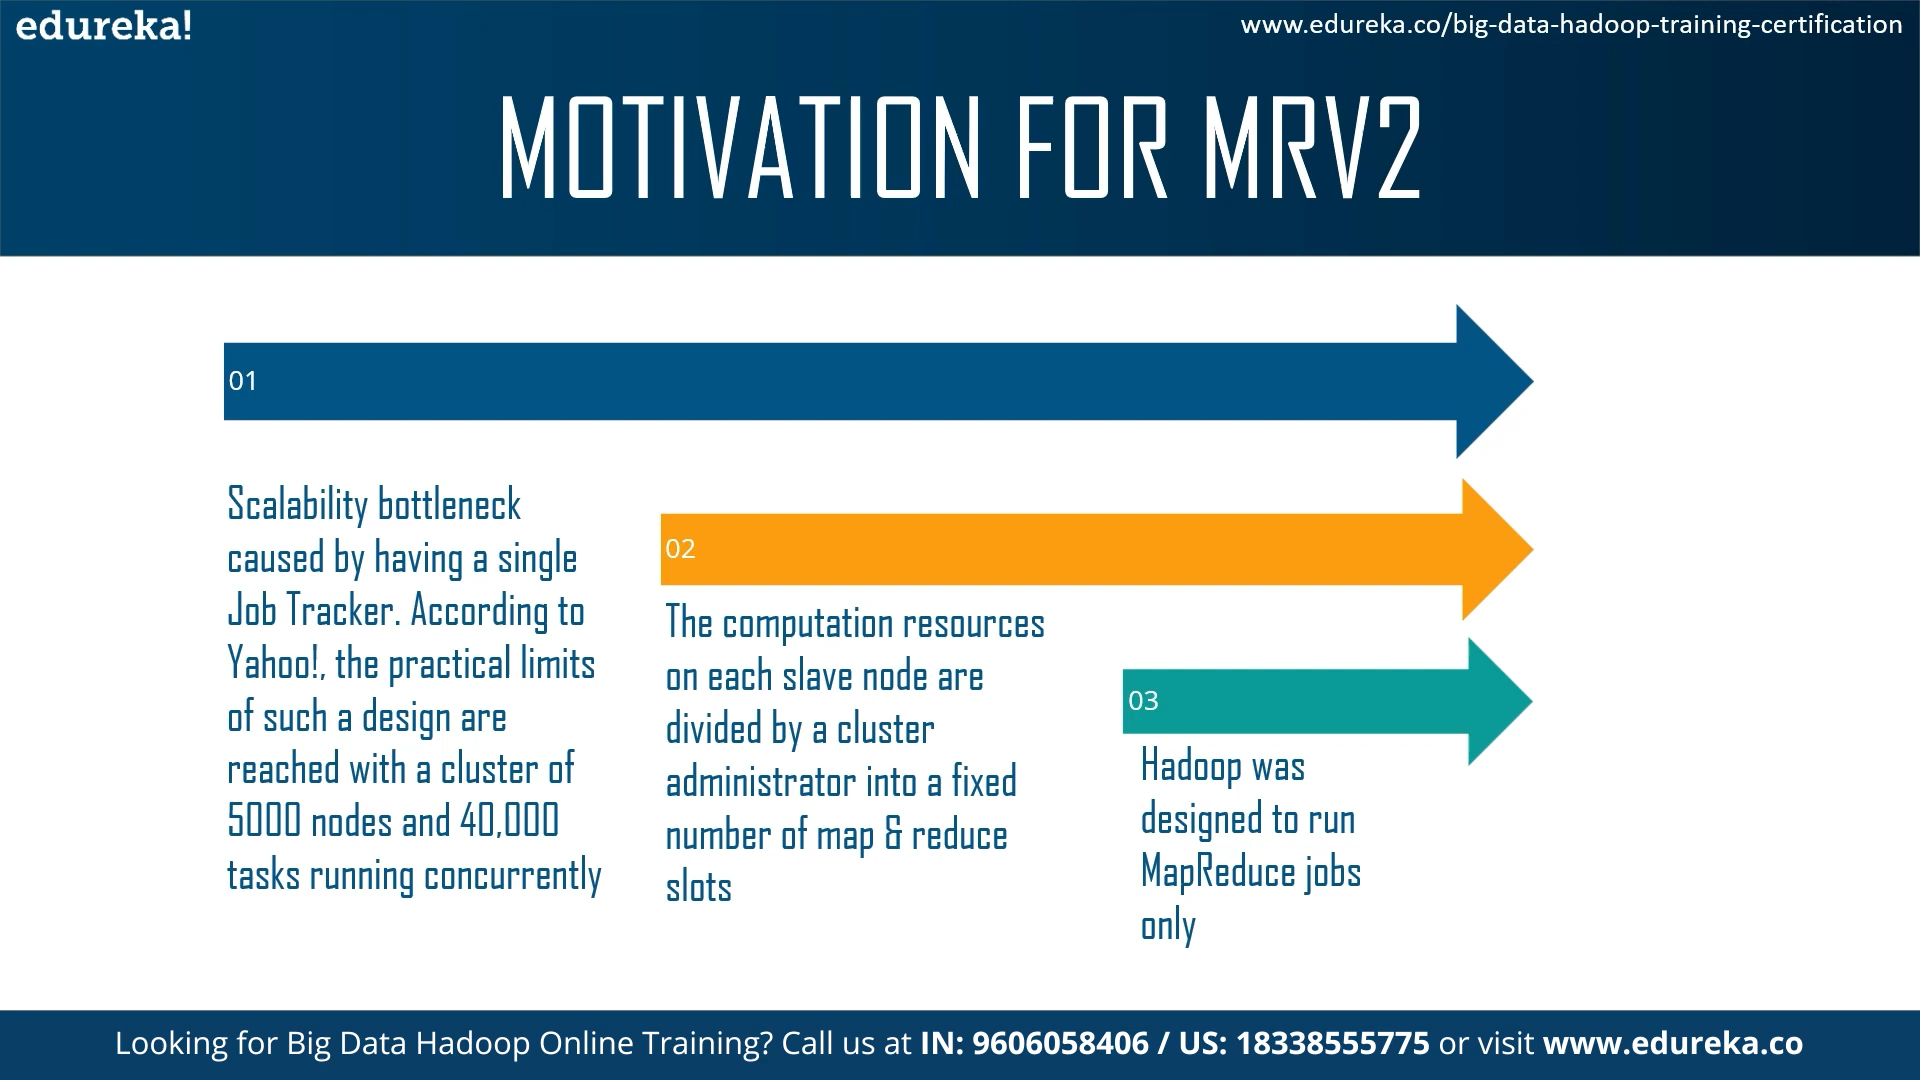 edureka!
www.edureka.co/big-data-hadoop-training-certification
MOTIVATION FOR MRV2
01
Scalability bottleneck
caused by having a single
Job Tracker. According to
Yahoo!, the practical limits
of such a design are
reached with a cluster of
5000 nodes and 40,000
tasks running concurrently
02
The computation resources
on each slave node are
divided by a cluster
administrator into a fixed
number of map & reduce
slots
03
Hadoop was
designed to run
MapReduce jobs
only
Looking for Big Data Hadoop Online Training? Call us at IN: 9606058406 / US: 18338555775 or visit www.edureka.co